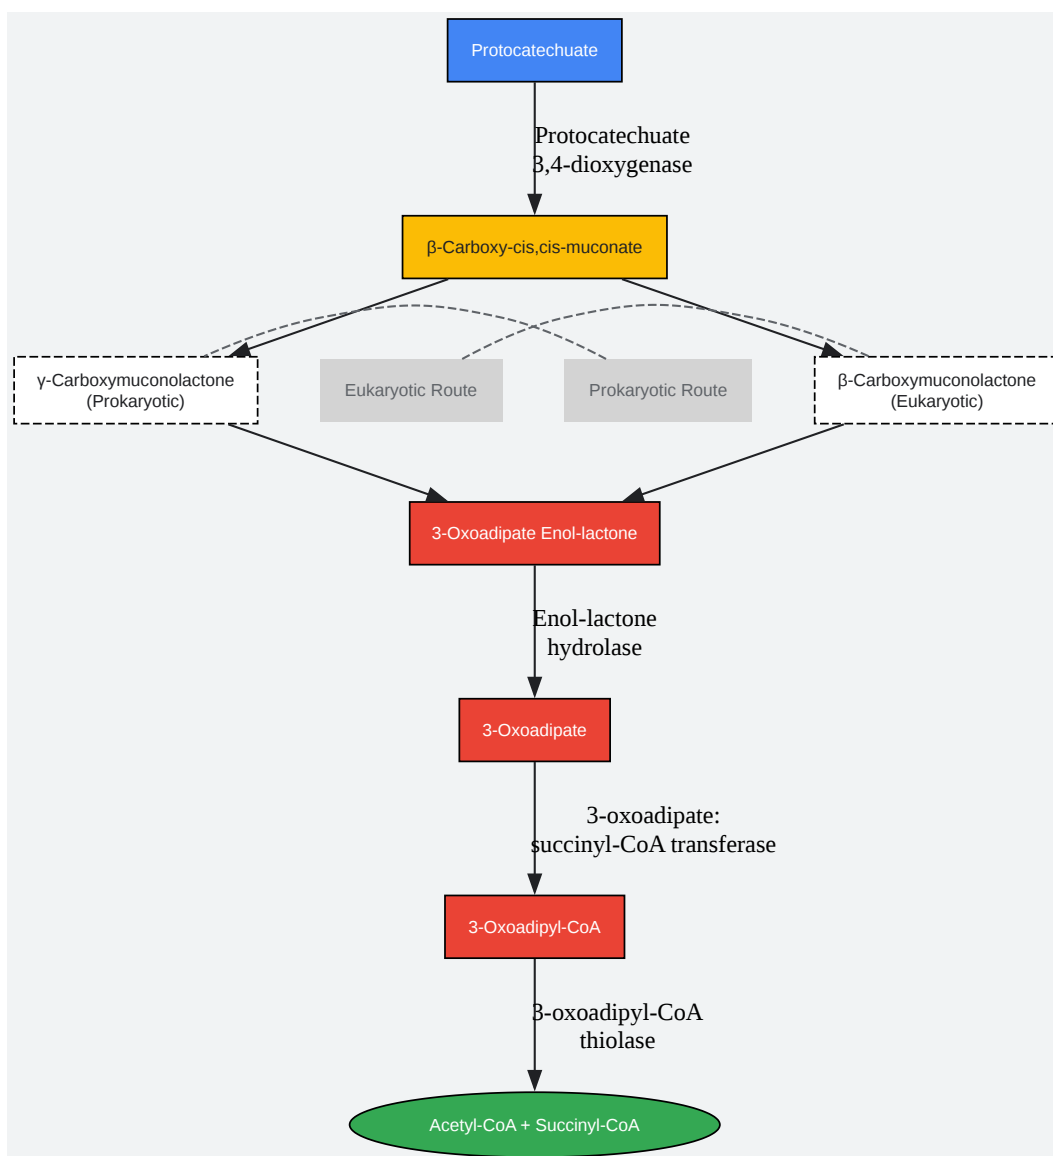 Protocatechuate
Protocatechuate
3,4-dioxygenase
β-Carboxy-cis,cis-muconate
γ-Carboxymuconolactone
(Prokaryotic)
Eukaryotic Route
Prokaryotic Route
β-Carboxymuconolactone
(Eukaryotic)
3-Oxoadipate Enol-lactone
Enol-lactone
hydrolase
3-Oxoadipate
3-oxoadipate:
succinyl-CoA transferase
3-Oxoadipyl-CoA
3-oxoadipyl-CoA
thiolase
Acetyl-CoA + Succinyl-CoA